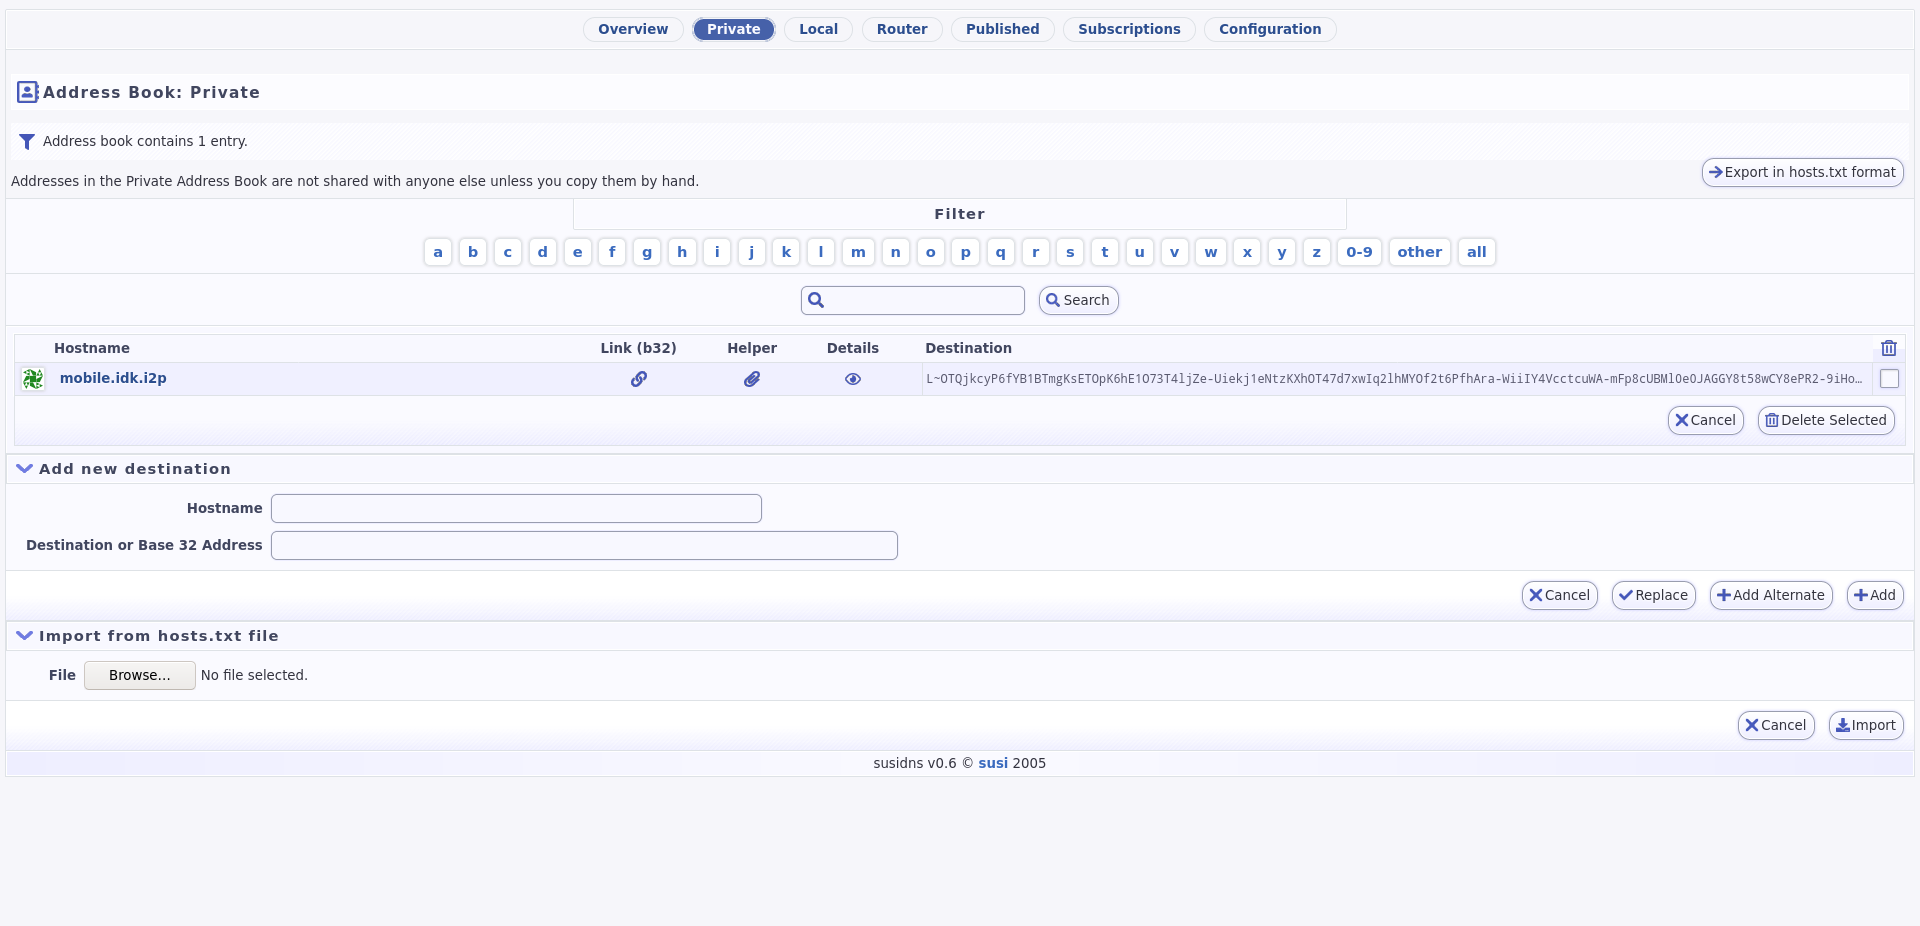 Overview Private Local Router Published Subscriptions Configuration
Address Book: Private
Address book contains 1 entry.
Export in hosts.txt format
Addresses in the Private Address Book are not shared with anyone else unless you copy them by hand.
Filter
a b c d e f g h i j k l m n o p q r s t u v w x y z 0-9 other all
Search
Hostname Link (b32) Helper Details Destination
mobile.idk.i2p L~OTQjkcyP6fYB1BTmgKsETOpK6hE1O73T4ljZe-Uiekj1eNtzKXhOT47d7xwIq2lhMYOf2t6PfhAra-WiiIY4VcctcuWA-mFp8cUBMlOeOJAGGY8t58wCY8ePR2-9iHo…
Cancel Delete Selected
Add new destination
Hostname
Destination or Base 32 Address
Cancel Replace Add Alternate Add
Import from hosts.txt file
File Browse... No file selected.
Cancel Import
susidns v0.6 © susi 2005